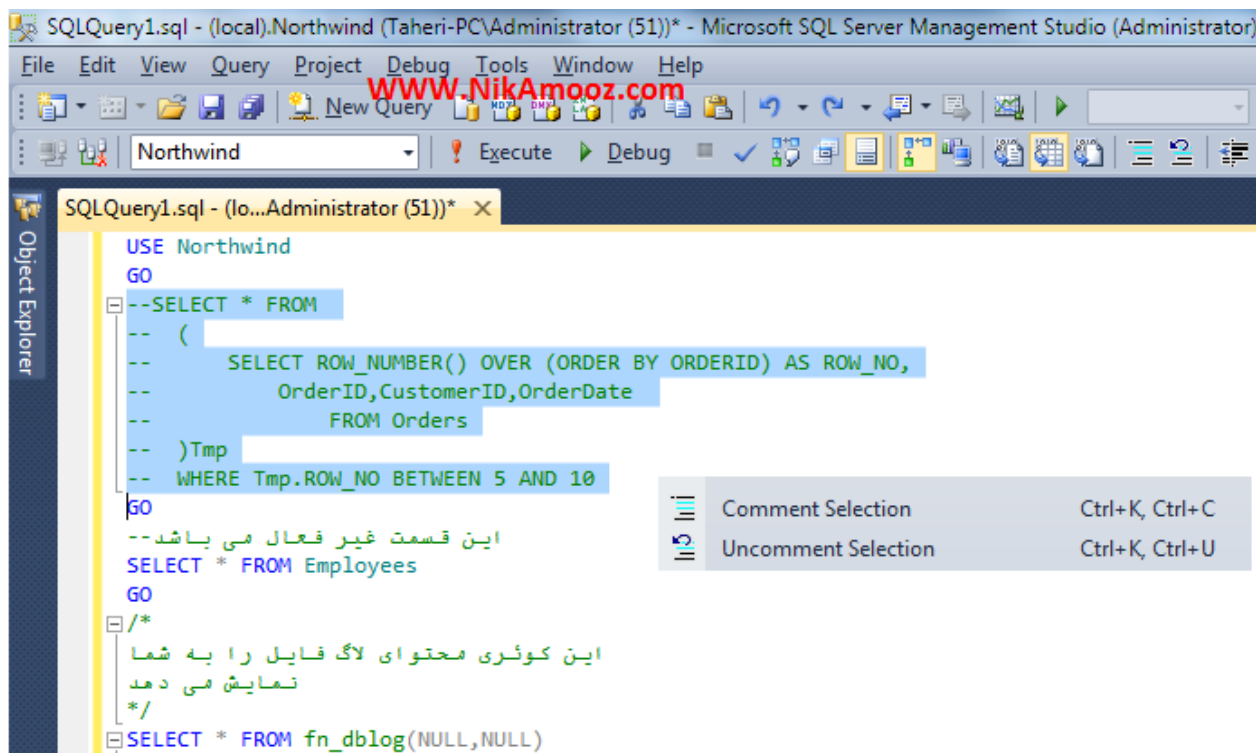 SQLQuery1.sql - (local).Northwind (Taheri-PC\Administrator (51))* - Microsoft SQL Server Management Studio (Administrator)
File Edit View Query Project Debug Tools Window Help
WWW.NikAmooz.com
New Query
Northwind
Execute
Debug
SQLQuery1.sql - (lo...Administrator (51))*
Object Explorer
USE Northwind
GO
--SELECT * FROM
--  (
--      SELECT ROW_NUMBER() OVER (ORDER BY ORDERID) AS ROW_NO,
--          OrderID,CustomerID,OrderDate
--              FROM Orders
--  )Tmp
--  WHERE Tmp.ROW_NO BETWEEN 5 AND 10
GO
--این قسمت غیر فعال می باشد
SELECT * FROM Employees
GO
/*
این کوئری محتوای لاگ فایل را به شما
نمایش می دهد
*/
SELECT * FROM fn_dblog(NULL,NULL)
Comment Selection Ctrl+K, Ctrl+C
Uncomment Selection Ctrl+K, Ctrl+U